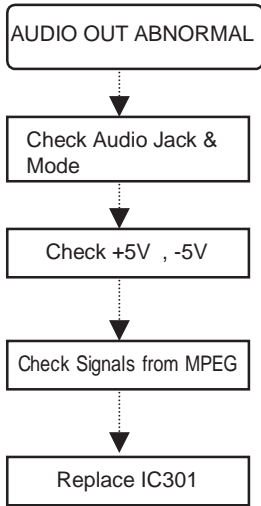 AUDIO OUT ABNORMAL
Check Audio Jack &
Mode
Check +5V , -5V
Check Signals from MPEG
Replace IC301